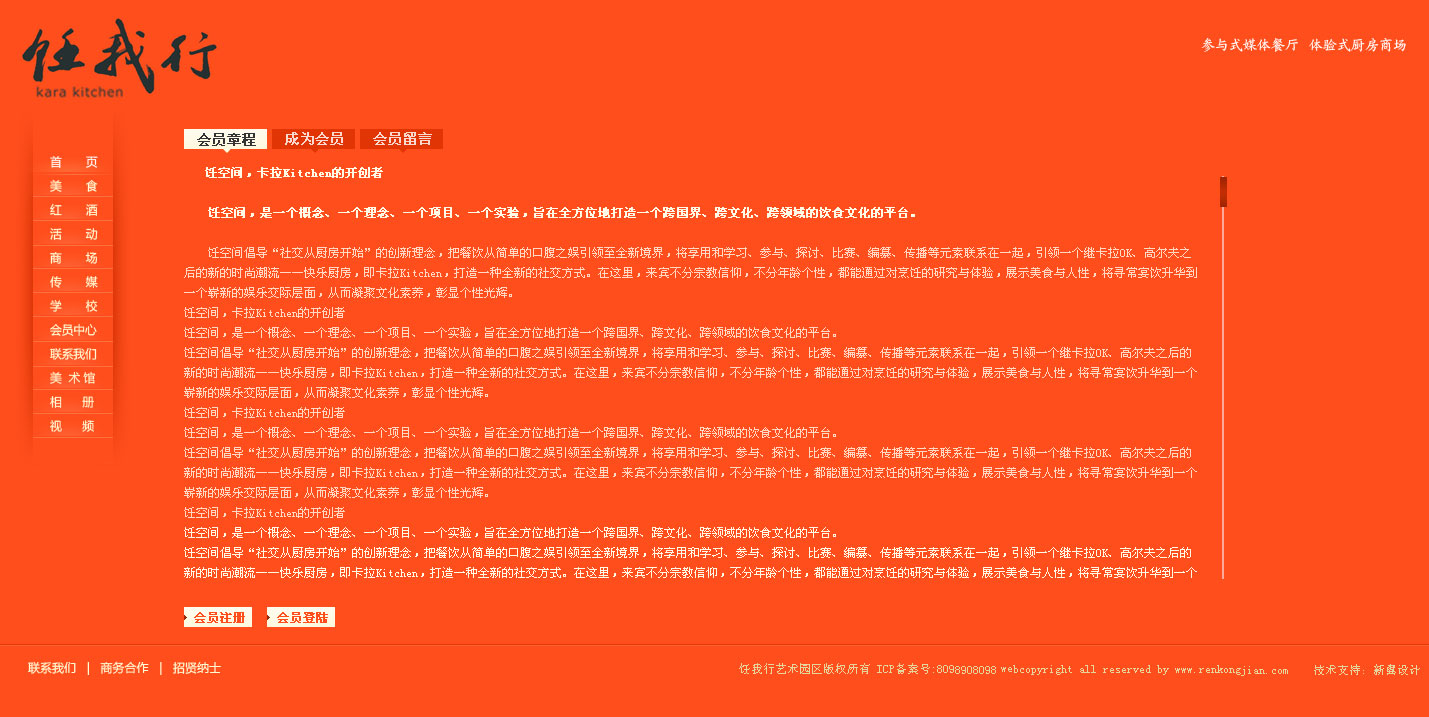 饪我行
kara kitchen
参与式媒体餐厅 体验式厨房商场
首 页
美 食
红 酒
活 动
商 场
传 媒
学 校
会员中心
联系我们
美 术 馆
相 册
视 频
会员章程 成为会员 会员留言
饪空间，卡拉Kitchen的开创者
饪空间，是一个概念、一个理念、一个项目、一个实验，旨在全方位地打造一个跨国界、跨文化、跨领域的饮食文化的平台。
饪空间倡导“社交从厨房开始”的创新理念，把餐饮从简单的口腹之娱引领至全新境界，将享用和学习、参与、探讨、比赛、编纂、传播等元素联系在一起，引领一个继卡拉OK、高尔夫之
后的新的时尚潮流——快乐厨房，即卡拉Kitchen，打造一种全新的社交方式。在这里，来宾不分宗教信仰，不分年龄个性，都能通过对烹饪的研究与体验，展示美食与人性，将寻常宴饮升华到
一个崭新的娱乐交际层面，从而凝聚文化素养，彰显个性光辉。
饪空间，卡拉Kitchen的开创者
饪空间，是一个概念、一个理念、一个项目、一个实验，旨在全方位地打造一个跨国界、跨文化、跨领域的饮食文化的平台。
饪空间倡导“社交从厨房开始”的创新理念，把餐饮从简单的口腹之娱引领至全新境界，将享用和学习、参与、探讨、比赛、编纂、传播等元素联系在一起，引领一个继卡拉OK、高尔夫之后的
新的时尚潮流——快乐厨房，即卡拉Kitchen，打造一种全新的社交方式。在这里，来宾不分宗教信仰，不分年龄个性，都能通过对烹饪的研究与体验，展示美食与人性，将寻常宴饮升华到一个
崭新的娱乐交际层面，从而凝聚文化素养，彰显个性光辉。
饪空间，卡拉Kitchen的开创者
饪空间，是一个概念、一个理念、一个项目、一个实验，旨在全方位地打造一个跨国界、跨文化、跨领域的饮食文化的平台。
饪空间倡导“社交从厨房开始”的创新理念，把餐饮从简单的口腹之娱引领至全新境界，将享用和学习、参与、探讨、比赛、编纂、传播等元素联系在一起，引领一个继卡拉OK、高尔夫之后的
新的时尚潮流——快乐厨房，即卡拉Kitchen，打造一种全新的社交方式。在这里，来宾不分宗教信仰，不分年龄个性，都能通过对烹饪的研究与体验，展示美食与人性，将寻常宴饮升华到一个
崭新的娱乐交际层面，从而凝聚文化素养，彰显个性光辉。
饪空间，卡拉Kitchen的开创者
饪空间，是一个概念、一个理念、一个项目、一个实验，旨在全方位地打造一个跨国界、跨文化、跨领域的饮食文化的平台。
饪空间倡导“社交从厨房开始”的创新理念，把餐饮从简单的口腹之娱引领至全新境界，将享用和学习、参与、探讨、比赛、编纂、传播等元素联系在一起，引领一个继卡拉OK、高尔夫之后的
新的时尚潮流——快乐厨房，即卡拉Kitchen，打造一种全新的社交方式。在这里，来宾不分宗教信仰，不分年龄个性，都能通过对烹饪的研究与体验，展示美食与人性，将寻常宴饮升华到一个
会员注册 会员登陆
联系我们 | 商务合作 | 招贤纳士
饪我行艺术园区版权所有 ICP备案号:8098908098 webcopyright all reserved by www.renkongjian.com 技术支持：新磊设计